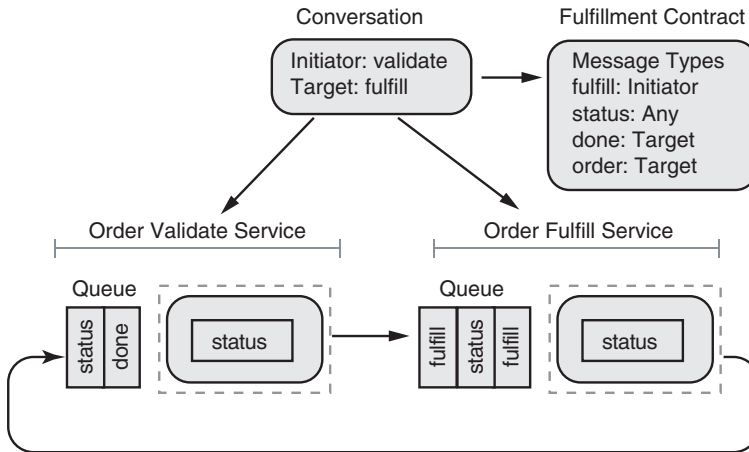 Conversation
Fulfillment Contract
Initiator: validate
Target: fulfill
Message Types
fulfill: Initiator
status: Any
done: Target
order: Target
Order Validate Service
Order Fulfill Service
Queue
status
done
status
Queue
fulfill
status
fulfill
status